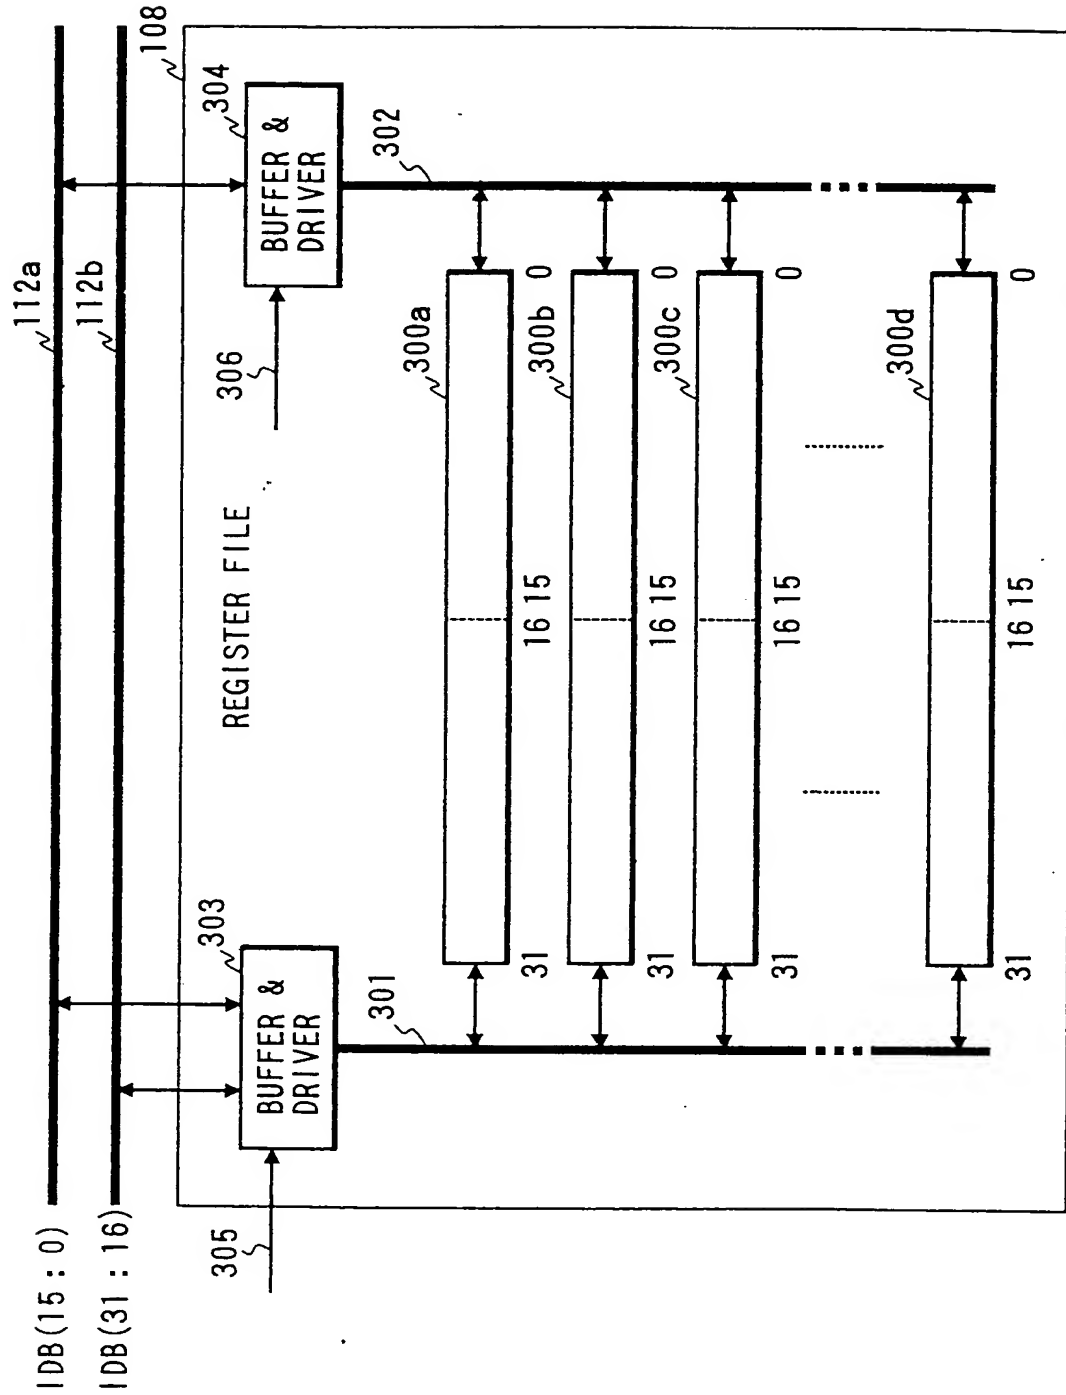 IDB(15 : 0)
112a
IDB(31 : 16)
112b
108
303
304
BUFFER &
DRIVER
BUFFER &
DRIVER
305
306
REGISTER FILE
301
302
300a
31
16 15
0
300b
31
16 15
0
300c
31
16 15
0
300d
31
16 15
0